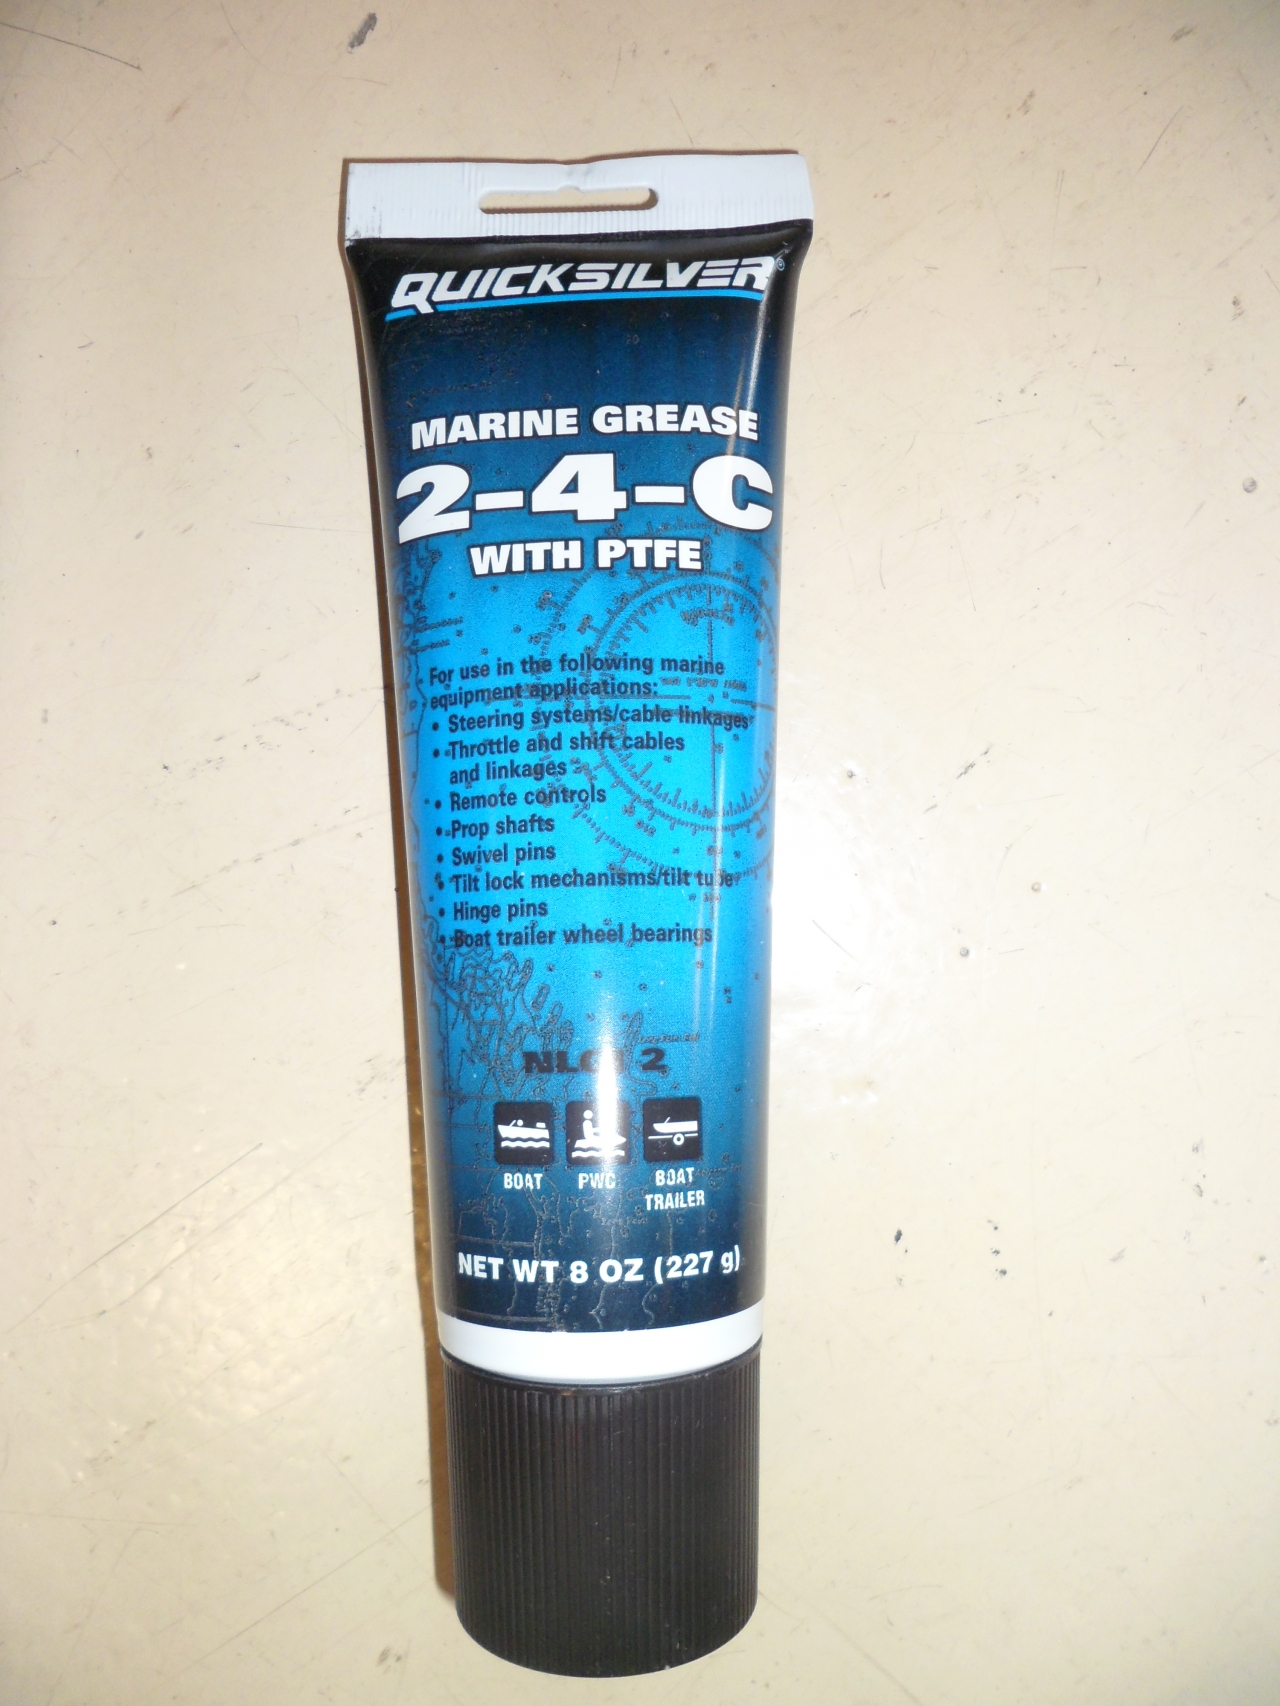 QUICKSILVER®
MARINE GREASE
2-4-C
WITH PTFE
For use in the following marine
equipment applications:
• Steering systems/cable linkages
• Throttle and shift cables
and linkages
• Remote controls
• Prop shafts
• Swivel pins
• Tilt lock mechanisms/tilt tube
• Hinge pins
• Boat trailer wheel bearings
NLGI 2
BOAT
PWC
BOAT
TRAILER
NET WT 8 OZ (227 g)